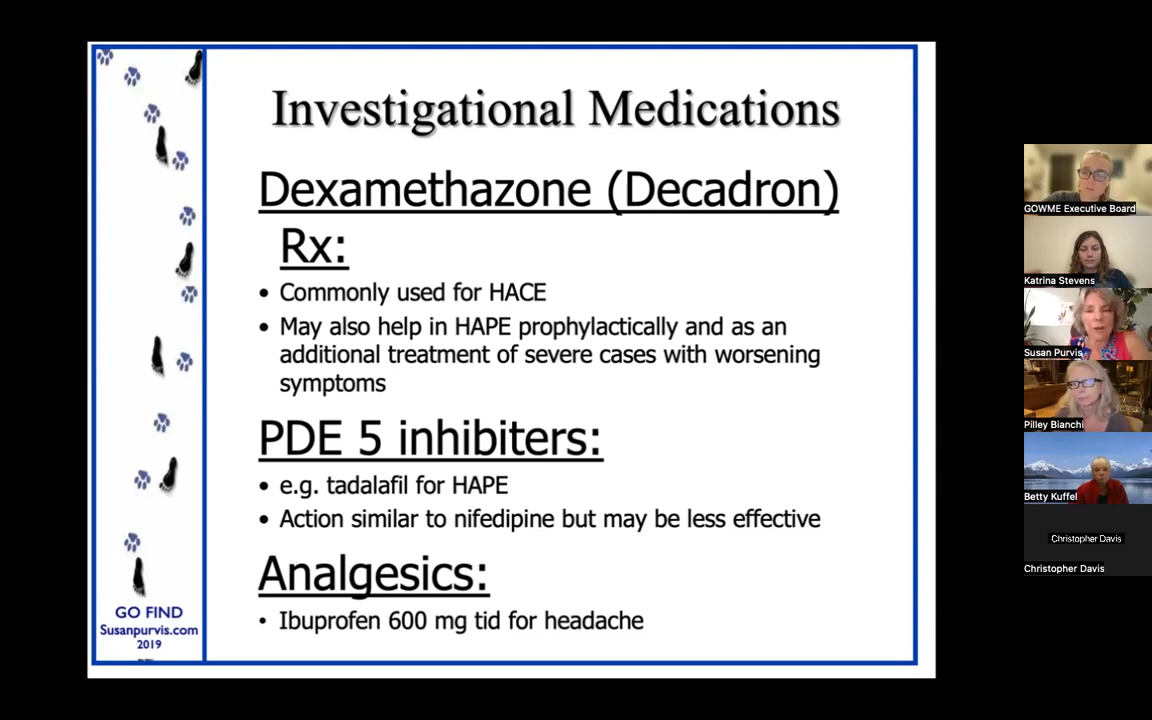 Investigational Medications
Dexamethazone (Decadron)
Rx:
• Commonly used for HACE
• May also help in HAPE prophylactically and as an
additional treatment of severe cases with worsening
symptoms
PDE 5 inhibiters:
• e.g. tadalafil for HAPE
• Action similar to nifedipine but may be less effective
Analgesics:
• Ibuprofen 600 mg tid for headache
GO FIND
Susanpurvis.com
2019
GOWME Executive Board
Katrina Stevens
Susan Purvis
Pilley Bianchi
Betty Kuffel
Christopher Davis
Christopher Davis